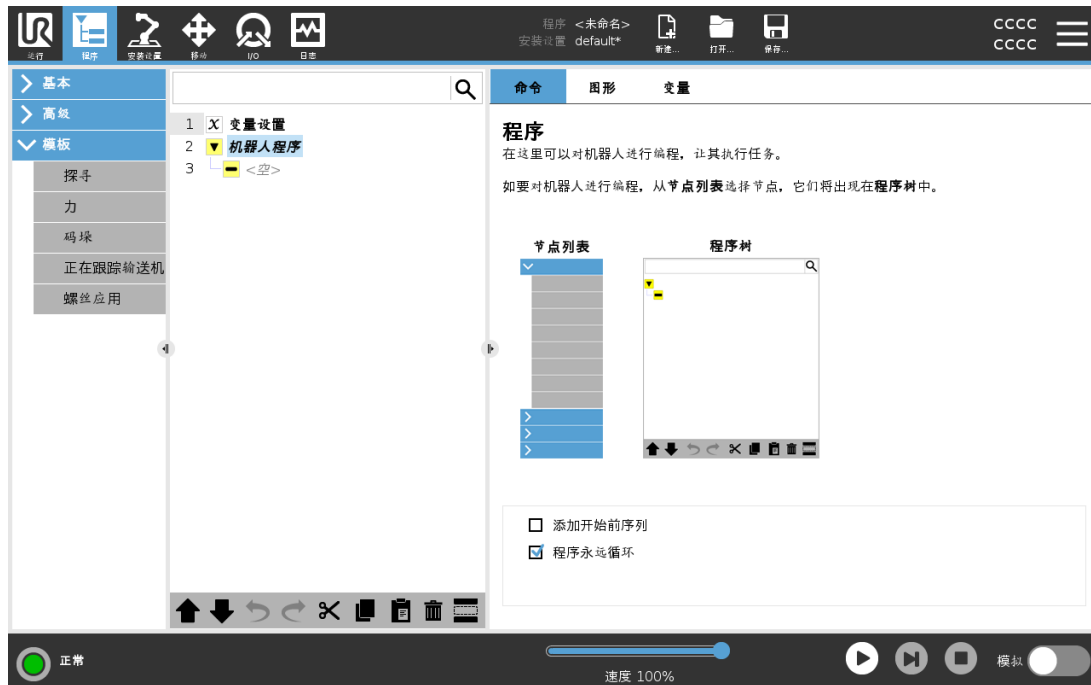 UR
运行
程序
安装设置
移动
I/O
日志
程序 <未命名>
安装设置 default*
新建...
打开...
保存...
CCCC
CCCC
基本
高级
模板
探寻
力
码垛
正在跟踪输送机
螺丝应用
1 X 变量设置
2 机器人程序
3 <空>
命令 图形 变量
程序
在这里可以对机器人进行编程，让其执行任务。
如要对机器人进行编程，从节点列表选择节点，它们将出现在程序树中。
节点列表 程序树
添加开始前序列
程序永远循环
正常
速度 100%
模拟